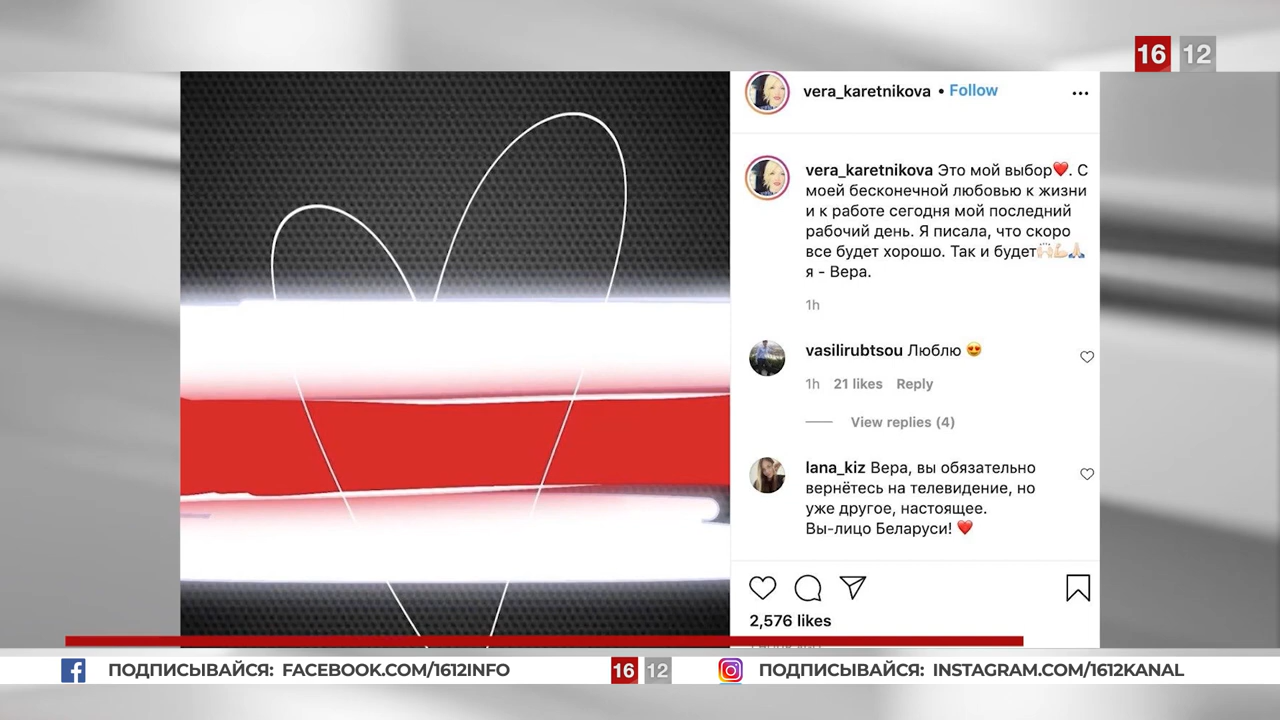 16 12
vera_karetnikova • Follow
vera_karetnikova Это мой выбор❤️. С
моей бесконечной любовью к жизни
и к работе сегодня мой последний
рабочий день. Я писала, что скоро
все будет хорошо. Так и будет🙌🏻💪🏻🙏🏻
я - Вера.
1h
vasilirubtsou Люблю 😍
1h 21 likes Reply
View replies (4)
lana_kiz Вера, вы обязательно
вернётесь на телевидение, но
уже другое, настоящее.
Вы-лицо Беларуси! ❤️
2,576 likes
ПОДПИСЫВАЙСЯ: FACEBOOK.COM/1612INFO
16 12
ПОДПИСЫВАЙСЯ: INSTAGRAM.COM/1612KANAL